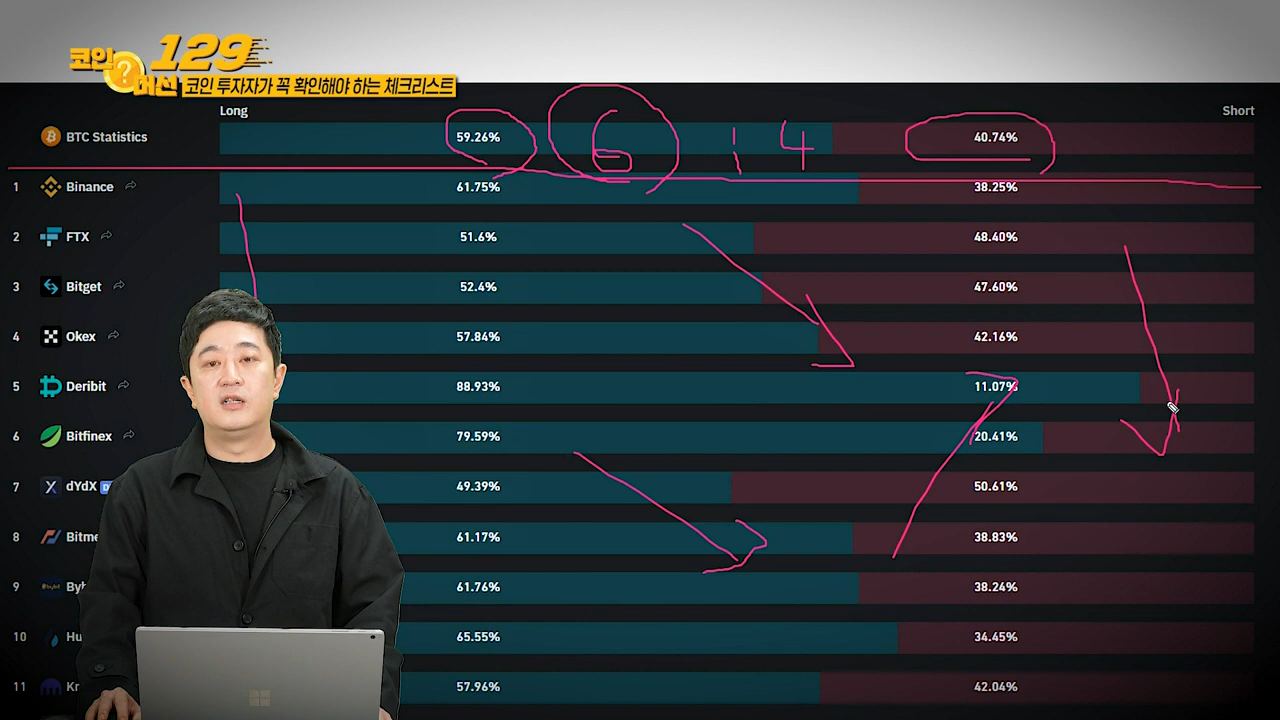 코인 129
머선 코인 투자자가 꼭 확인해야 하는 체크리스트
Long Short
BTC Statistics 59.26% 6 : 4 40.74%
1 Binance 61.75% 38.25%
2 FTX 51.6% 48.40%
3 Bitget 52.4% 47.60%
4 Okex 57.84% 42.16%
5 Deribit 88.93% 11.07%
6 Bitfinex 79.59% 20.41%
7 dYdX D 49.39% 50.61%
8 Bitme 61.17% 38.83%
9 Byb 61.76% 38.24%
10 Hu 65.55% 34.45%
11 Kr 57.96% 42.04%